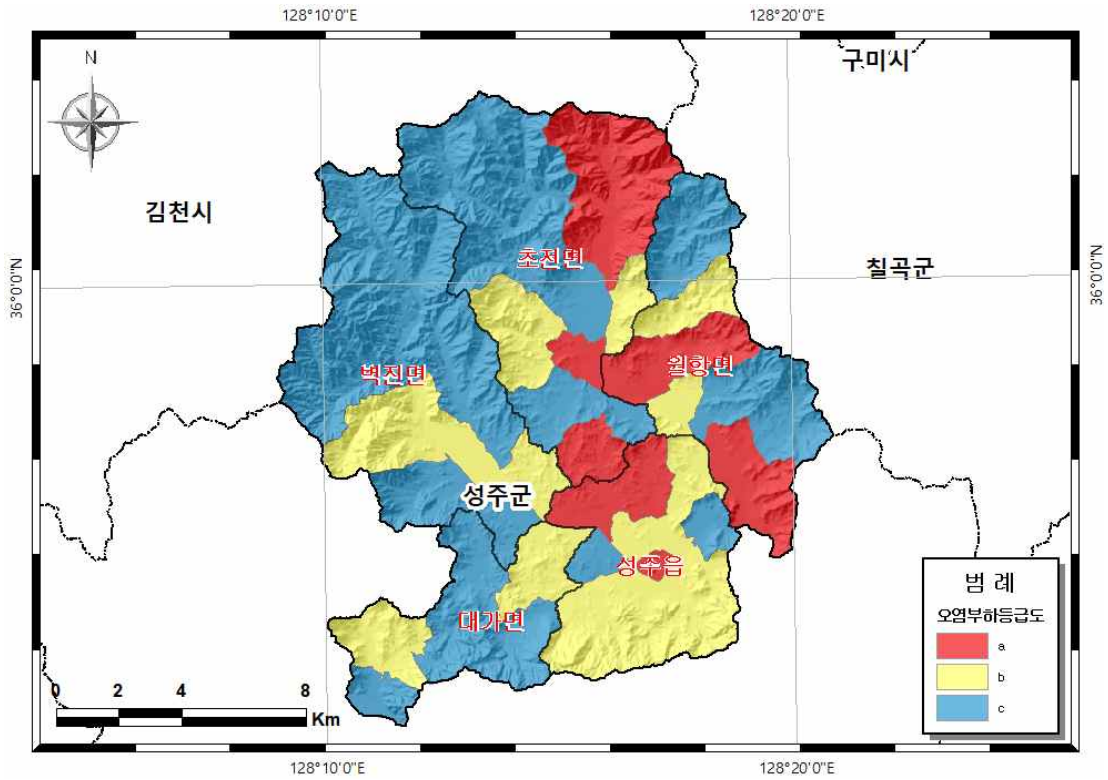 128°10'0"E
128°20'0"E
구미시
N
김천시
초전면
칠곡군
36°0'0"N
36°0'0"N
월항면
벽진면
성주군
성주읍
대가면
범 례
오염부하등급도
a
b
c
0 2 4 8
Km
128°10'0"E
128°20'0"E